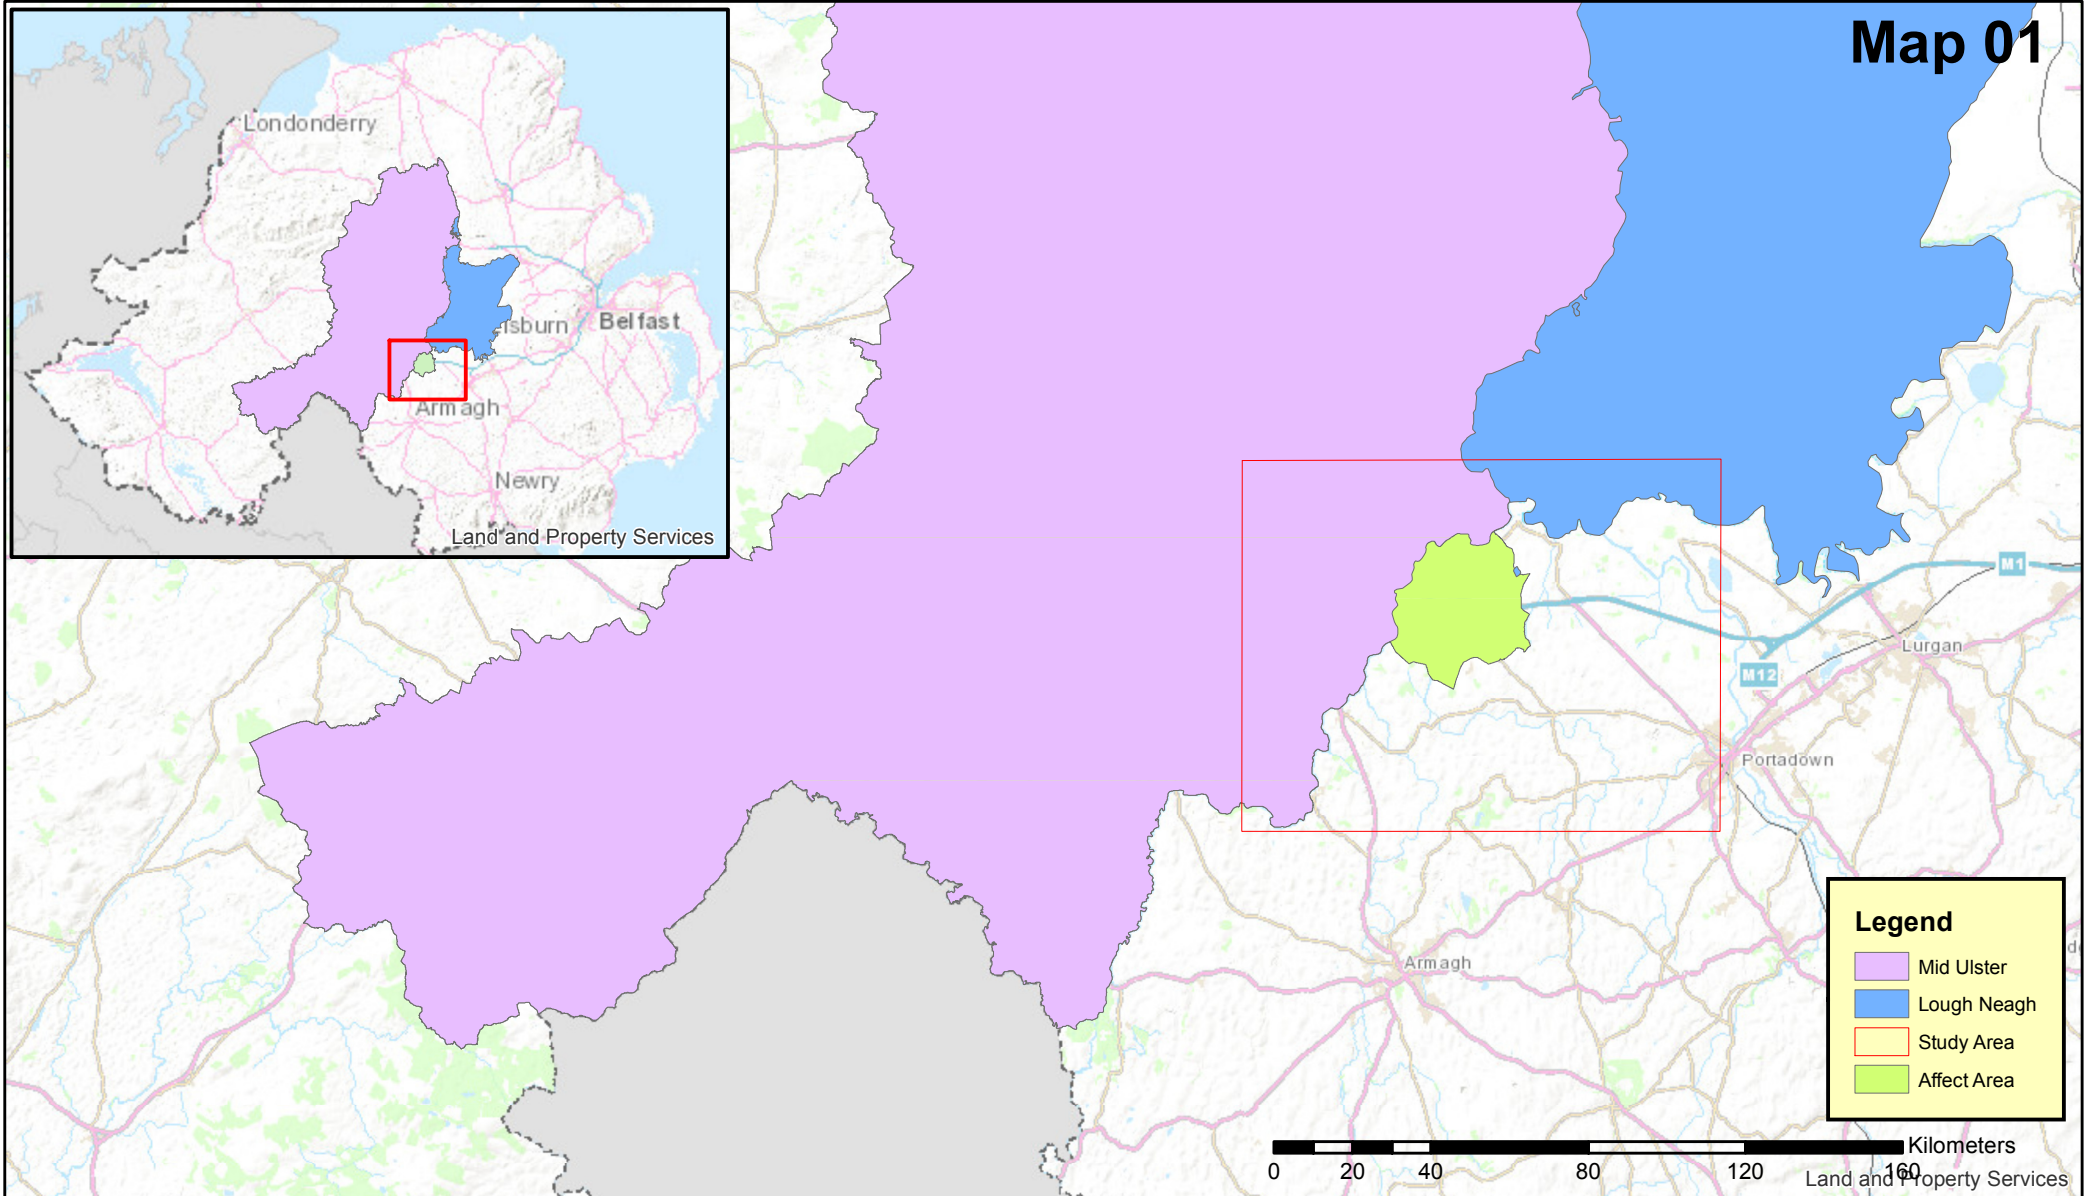 Map 01
Londonderry
isburn
Belfast
Armagh
Newry
Land and Property Services
M1
Lurgan
M12
Portadown
Armagh
Legend
Mid Ulster
Lough Neagh
Study Area
Affect Area
Kilometers
0 20 40 80 120 160
Land and Property Services